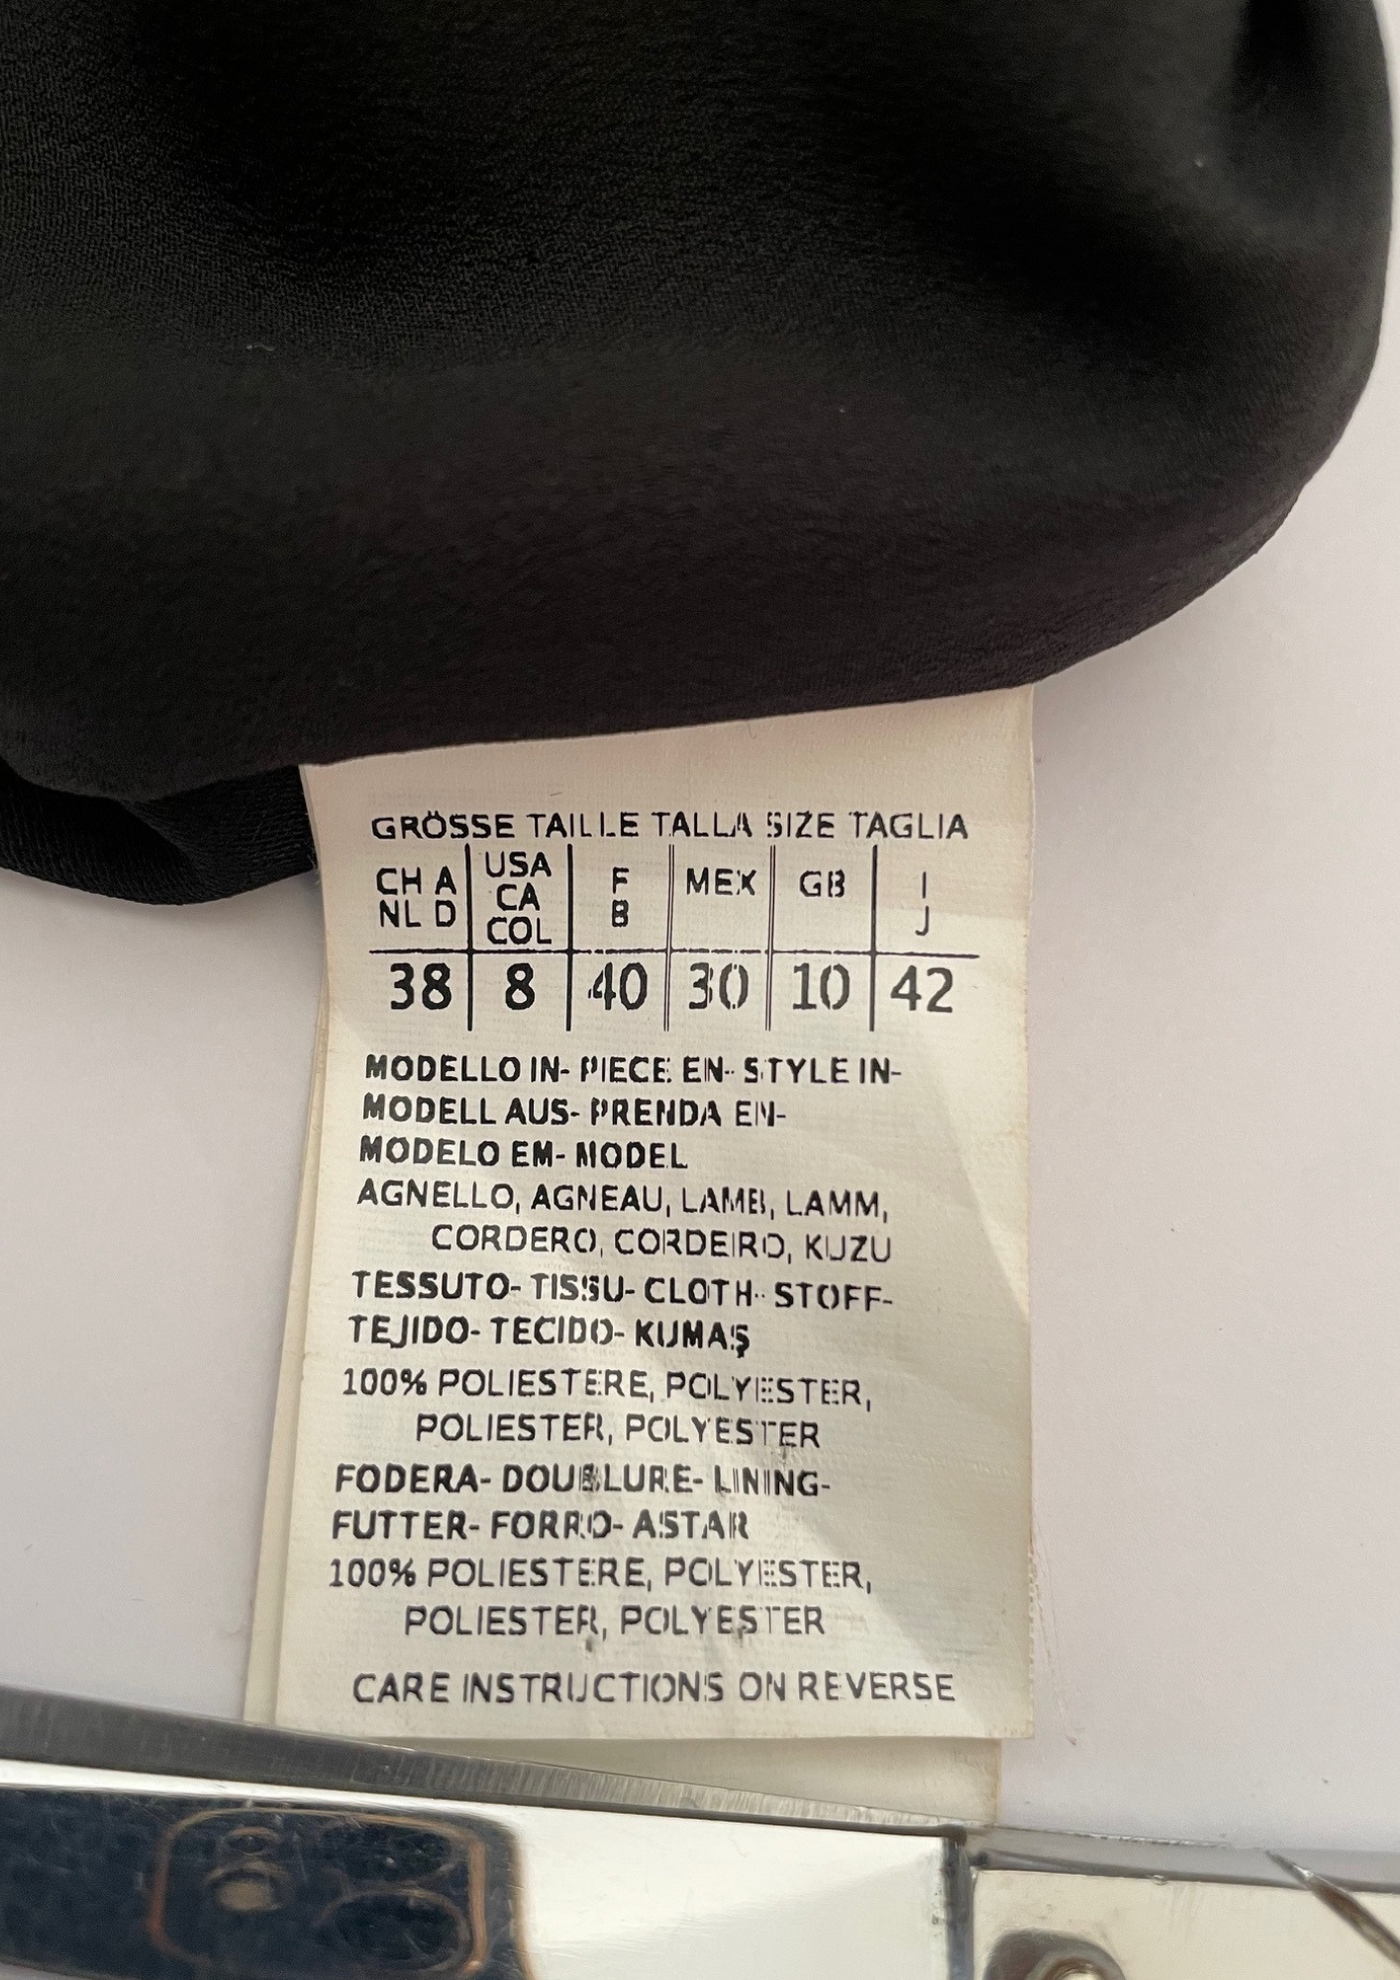 GRÖSSE TAILLE TALLA SIZE TAGLIA
CH A NL D USA CA COL F B MEX GB I J
38 8 40 30 10 42
MODELLO IN- PIECE EN- STYLE IN-
MODELL AUS- PRENDA EN-
MODELO EM- MODEL
AGNELLO, AGNEAU, LAMB, LAMM,
CORDERO, CORDEIRO, KUZU
TESSUTO- TISSU- CLOTH- STOFF-
TEJIDO- TECIDO- KUMAŞ
100% POLIESTERE, POLYESTER,
POLIESTER, POLYESTER
FODERA- DOUBLURE- LINING-
FUTTER- FORRO- ASTAR
100% POLIESTERE, POLYESTER,
POLIESTER, POLYESTER
CARE INSTRUCTIONS ON REVERSE